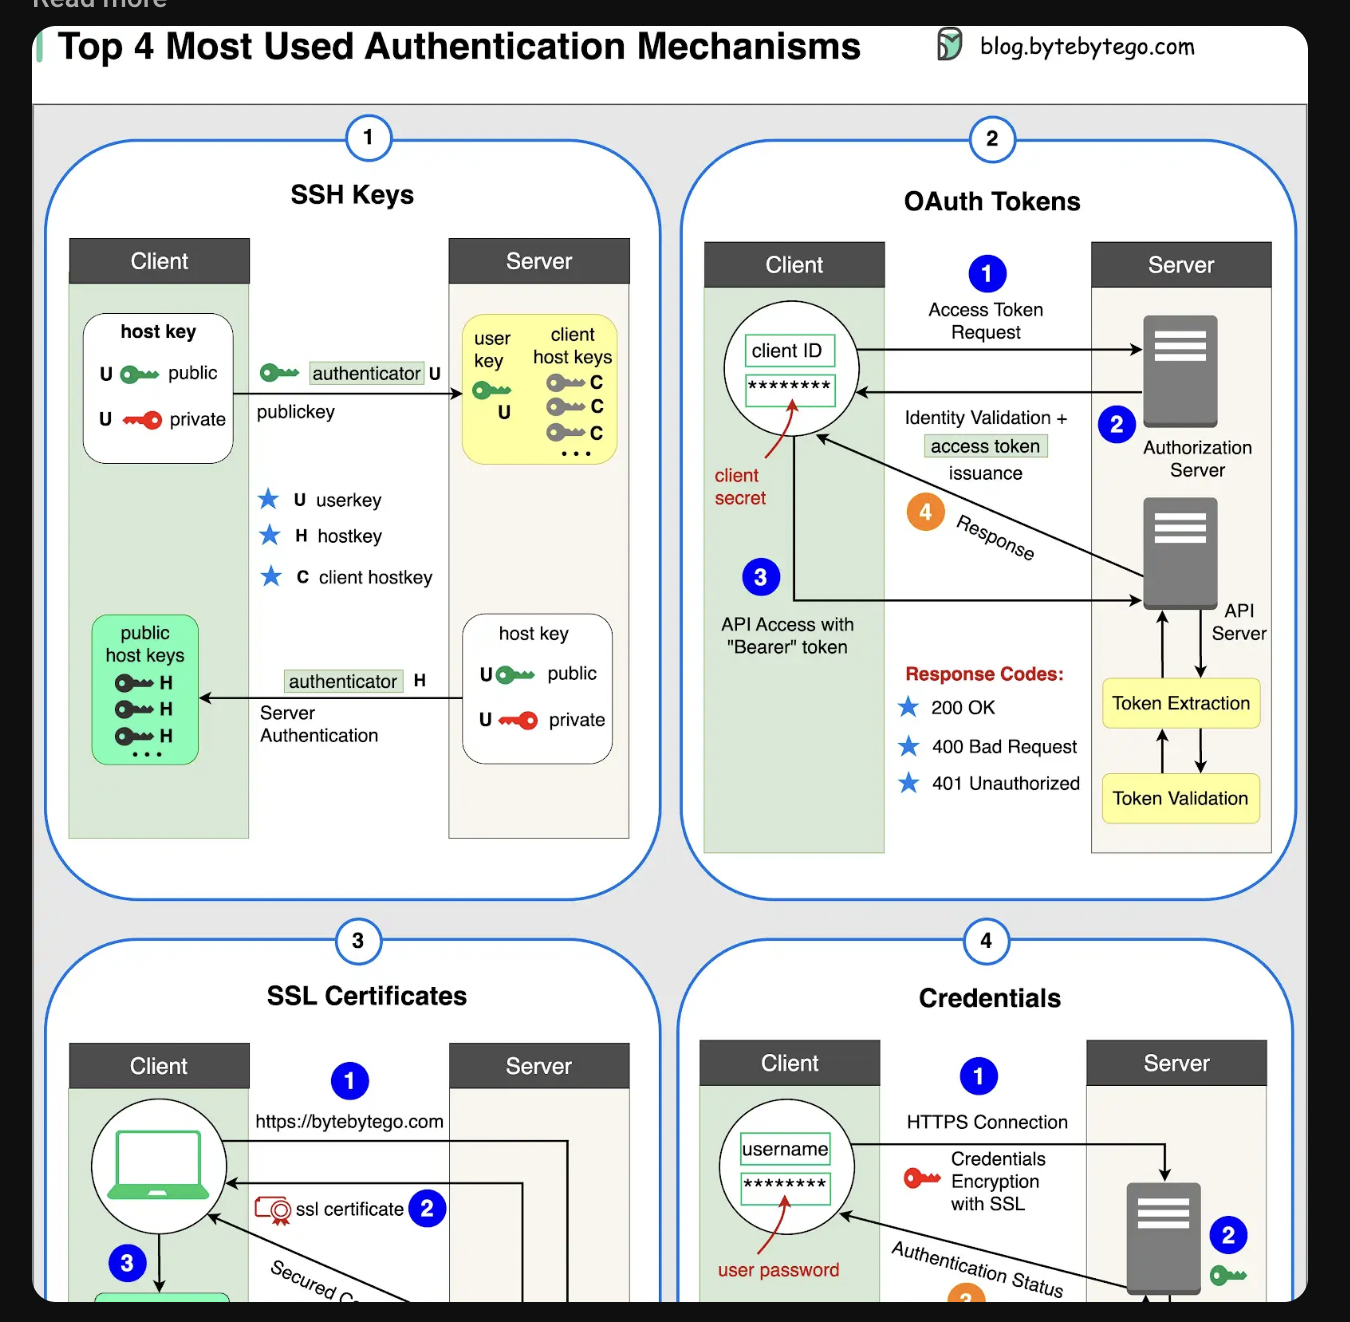 Read more
Top 4 Most Used Authentication Mechanisms
blog.bytebytego.com
1
SSH Keys
Client
Server
host key
U public
U private
authenticator U
publickey
user
key
U
client
host keys
C
C
C
...
U userkey
H hostkey
C client hostkey
public
host keys
H
H
H
...
authenticator H
Server
Authentication
host key
U public
U private
2
OAuth Tokens
Client
Server
1
Access Token
Request
client ID
********
client
secret
Identity Validation +
access token
issuance
2
Authorization
Server
4
Response
3
API Access with
"Bearer" token
API
Server
Response Codes:
200 OK
400 Bad Request
401 Unauthorized
Token Extraction
Token Validation
3
SSL Certificates
Client
Server
1
https://bytebytego.com
ssl certificate 2
3
Secured
4
Credentials
Client
Server
1
HTTPS Connection
username
********
user password
Credentials
Encryption
with SSL
2
Authentication Status